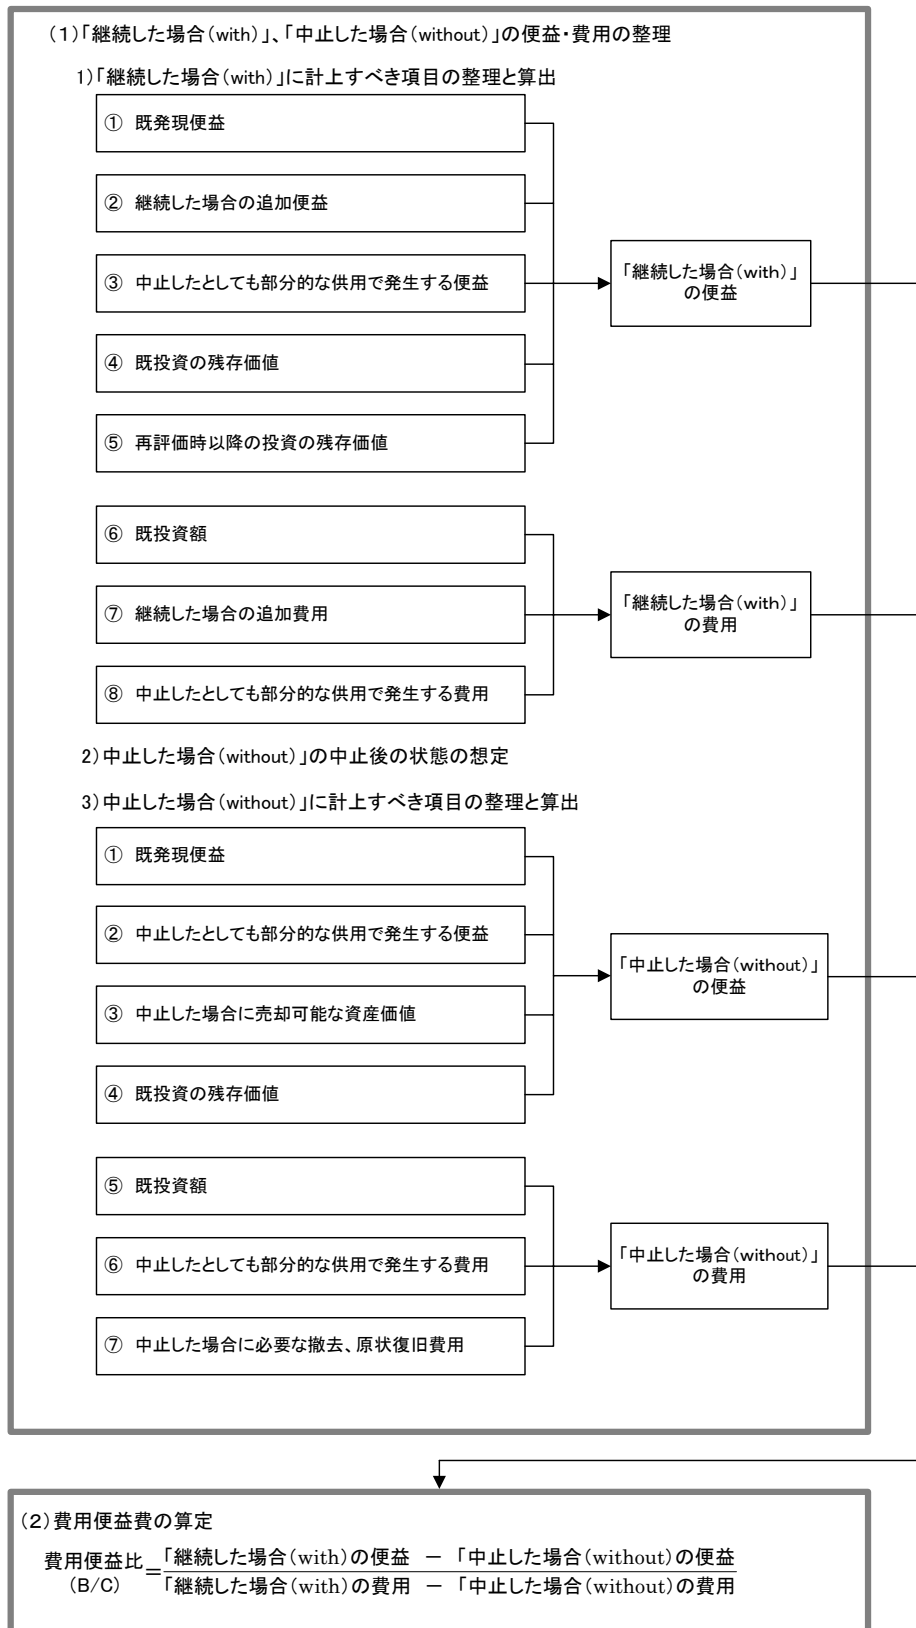 (1)「継続した場合(with)」、「中止した場合(without)」の便益・費用の整理
1)「継続した場合(with)」に計上すべき項目の整理と算出
① 既発現便益
② 継続した場合の追加便益
③ 中止したとしても部分的な供用で発生する便益
④ 既投資の残存価値
⑤ 再評価時以降の投資の残存価値
「継続した場合(with)」
の便益
⑥ 既投資額
⑦ 継続した場合の追加費用
⑧ 中止したとしても部分的な供用で発生する費用
「継続した場合(with)」
の費用
2)中止した場合(without)」の中止後の状態の想定
3)中止した場合(without)」に計上すべき項目の整理と算出
① 既発現便益
② 中止したとしても部分的な供用で発生する便益
③ 中止した場合に売却可能な資産価値
④ 既投資の残存価値
「中止した場合(without)」
の便益
⑤ 既投資額
⑥ 中止したとしても部分的な供用で発生する費用
⑦ 中止した場合に必要な撤去、原状復旧費用
「中止した場合(without)」
の費用
(2)費用便益費の算定
費用便益比
(B/C)
=
「継続した場合(with)の便益 － 「中止した場合(without)の便益
「継続した場合(with)の費用 － 「中止した場合(without)の費用